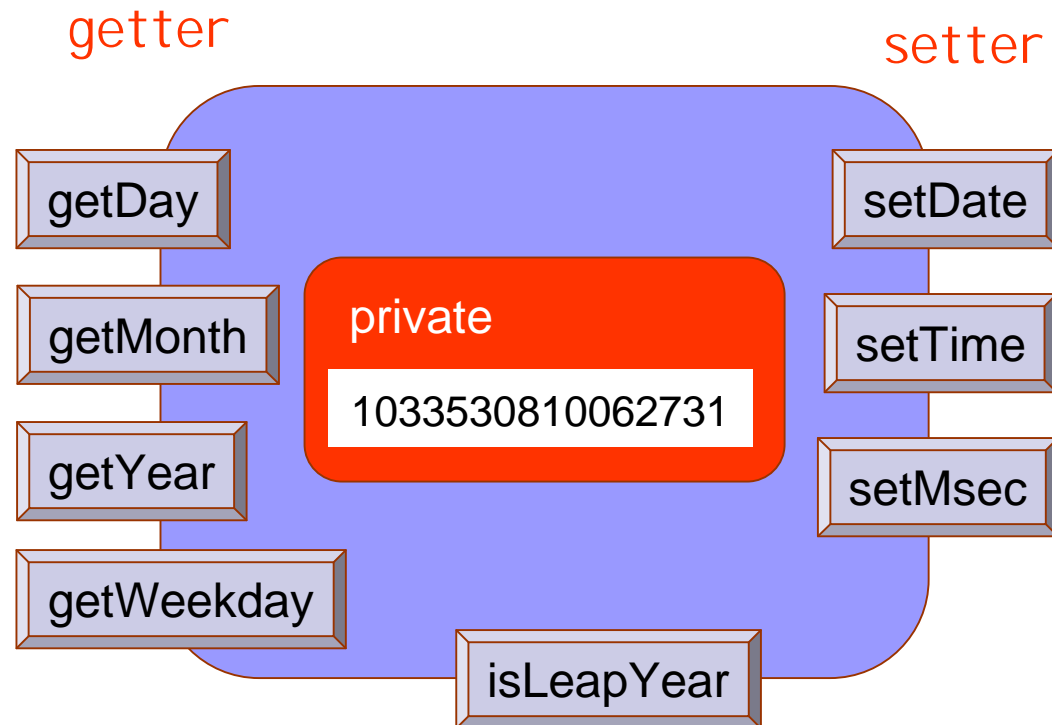 getter
setter
getDay
setDate
getMonth
private
setTime
1033530810062731
getYear
setMsec
getWeekday
isLeapYear